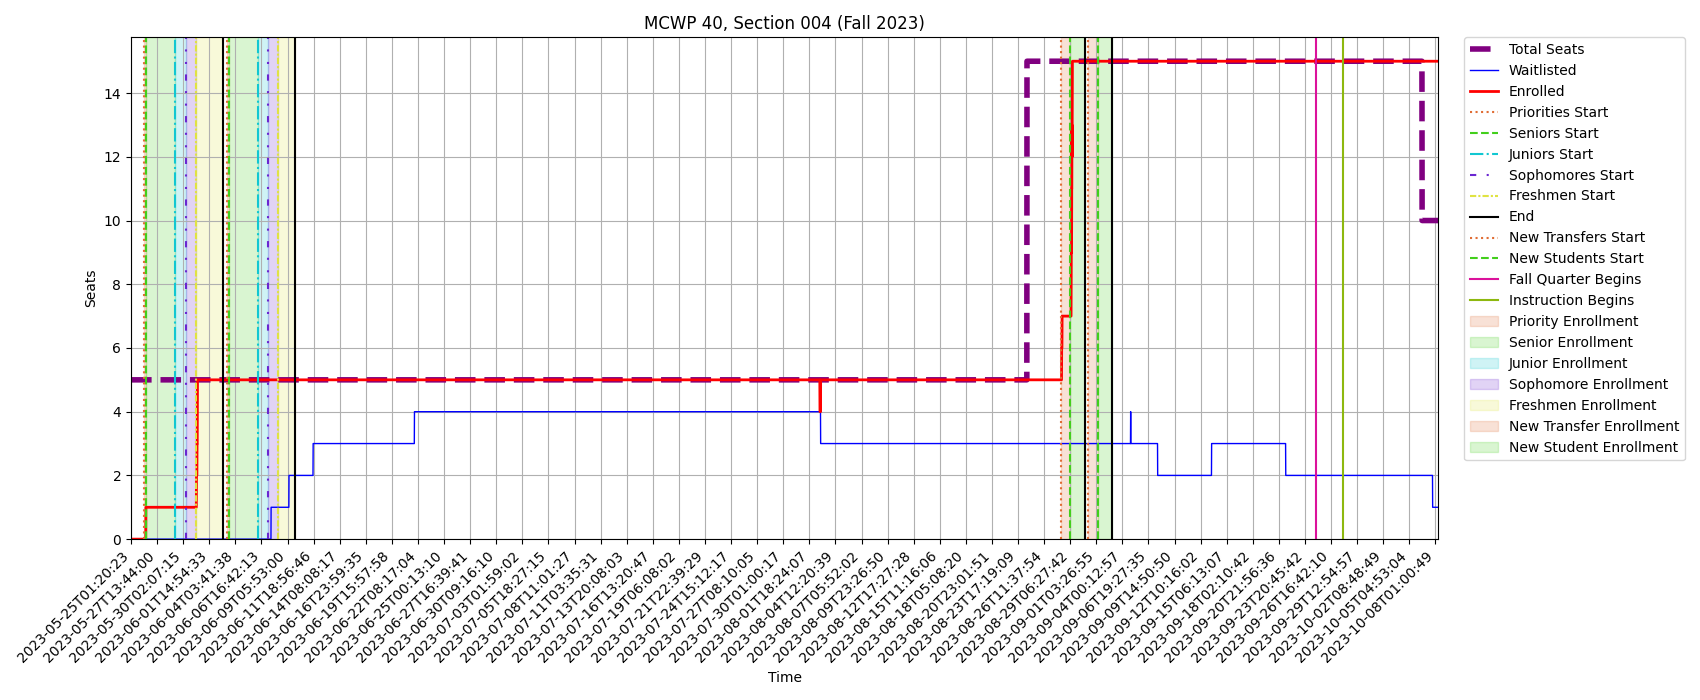 MCWP 40, Section 004 (Fall 2023)
Seats
14
12
10
8
6
4
2
0
2023-05-25T01:20:23
2023-05-27T13:44:00
2023-05-30T02:07:15
2023-06-01T14:54:33
2023-06-04T03:41:38
2023-06-06T16:42:13
2023-06-09T05:53:00
2023-06-11T18:56:46
2023-06-14T08:08:17
2023-06-16T23:59:35
2023-06-19T15:57:58
2023-06-22T08:17:04
2023-06-25T00:13:10
2023-06-27T16:39:41
2023-06-30T09:16:10
2023-07-03T01:59:02
2023-07-05T18:27:15
2023-07-08T11:01:27
2023-07-11T03:35:31
2023-07-13T20:08:03
2023-07-16T13:20:47
2023-07-19T06:08:02
2023-07-21T22:39:29
2023-07-24T15:12:17
2023-07-27T08:10:05
2023-07-30T01:00:17
2023-08-01T18:24:07
2023-08-04T12:20:39
2023-08-07T05:52:02
2023-08-09T23:26:50
2023-08-12T17:27:28
2023-08-15T11:16:06
2023-08-18T05:08:20
2023-08-20T23:01:51
2023-08-23T17:19:09
2023-08-26T11:37:54
2023-08-29T06:27:42
2023-09-01T03:26:55
2023-09-04T00:12:57
2023-09-06T19:27:35
2023-09-09T14:50:50
2023-09-12T10:16:02
2023-09-15T06:13:07
2023-09-18T02:10:42
2023-09-20T21:56:36
2023-09-23T20:45:42
2023-09-26T16:42:10
2023-09-29T12:54:57
2023-10-02T08:48:49
2023-10-05T04:53:04
2023-10-08T01:00:49
Time
Total Seats
Waitlisted
Enrolled
Priorities Start
Seniors Start
Juniors Start
Sophomores Start
Freshmen Start
End
New Transfers Start
New Students Start
Fall Quarter Begins
Instruction Begins
Priority Enrollment
Senior Enrollment
Junior Enrollment
Sophomore Enrollment
Freshmen Enrollment
New Transfer Enrollment
New Student Enrollment